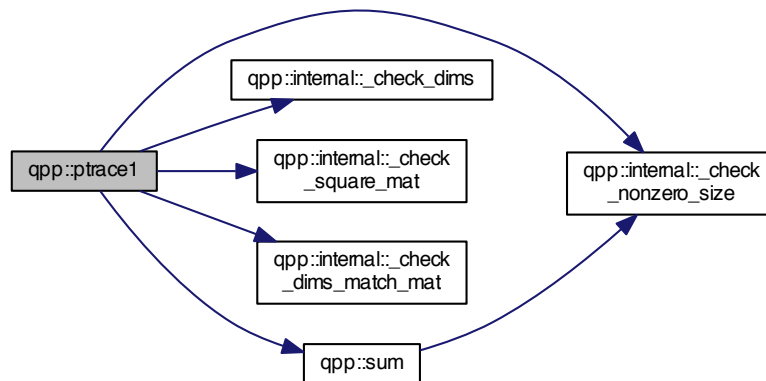 qpp::internal::_check_dims
qpp::ptrace1
qpp::internal::_check
_square_mat
qpp::internal::_check
_nonzero_size
qpp::internal::_check
_dims_match_mat
qpp::sum